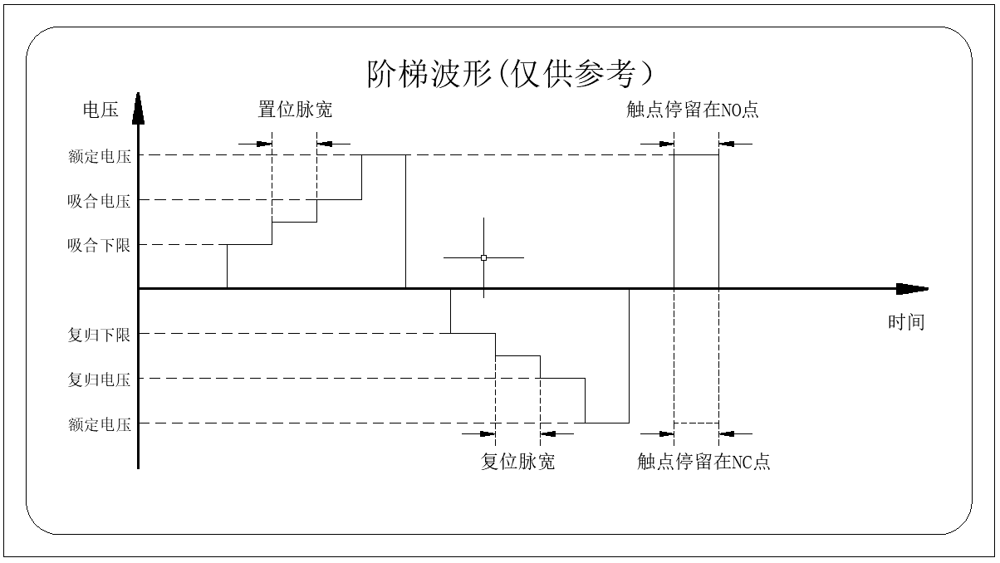 阶梯波形(仅供参考）
电压
置位脉宽
触点停留在NO点
额定电压
吸合电压
吸合下限
时间
复归下限
复归电压
额定电压
复位脉宽
触点停留在NC点